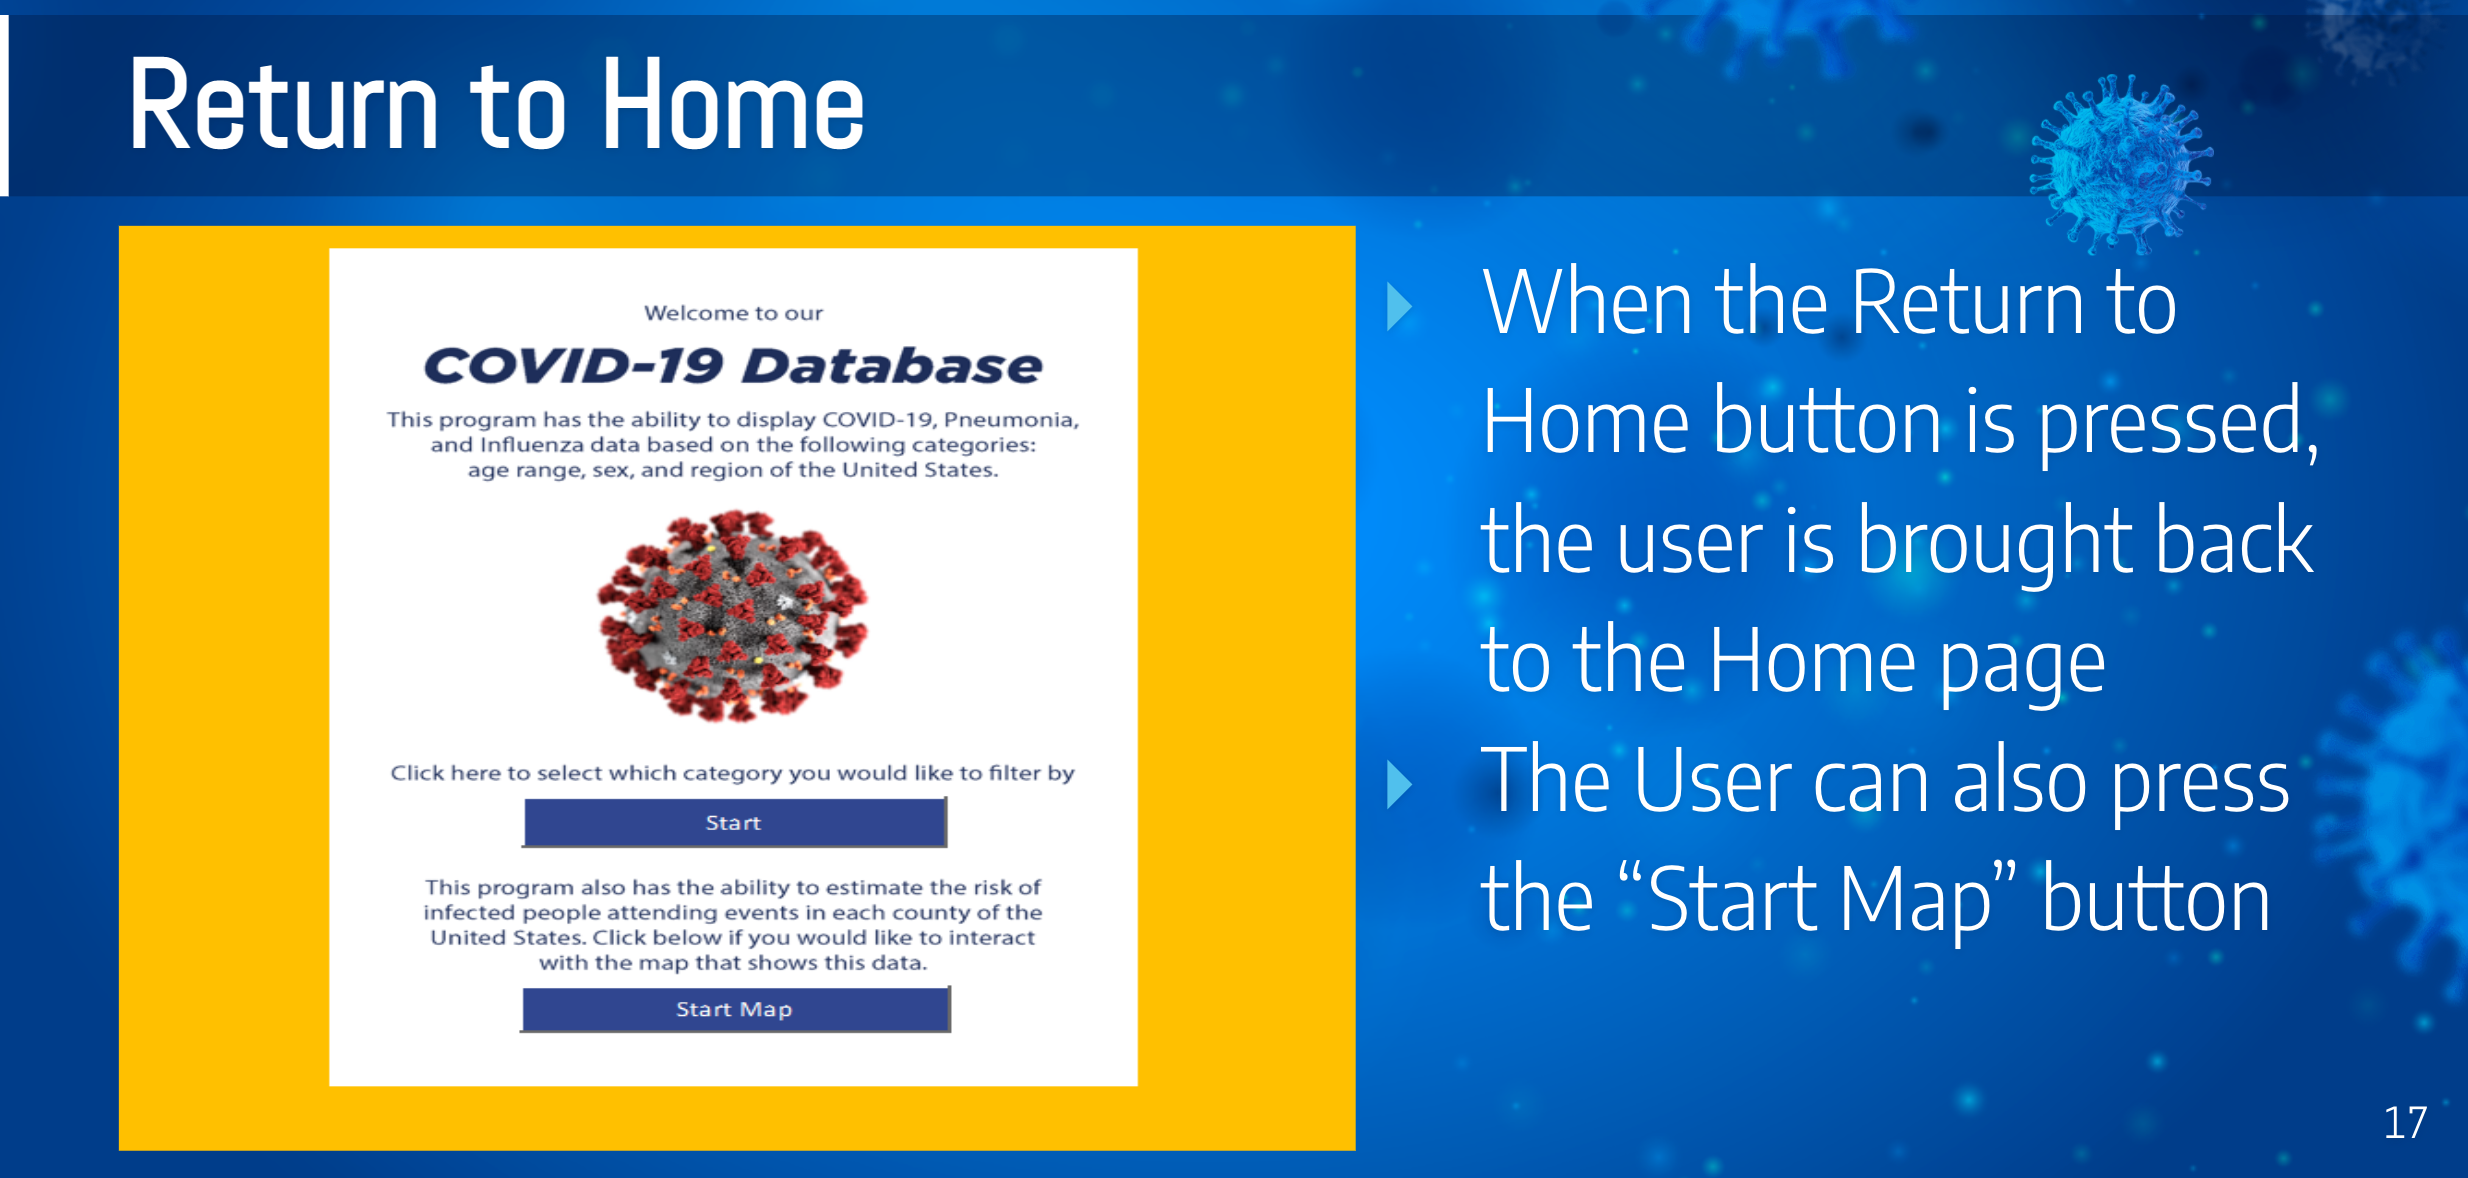 Return to Home
Welcome to our
COVID-19 Database
This program has the ability to display COVID-19, Pneumonia,
and Influenza data based on the following categories:
age range, sex, and region of the United States.
Click here to select which category you would like to filter by
Start
This program also has the ability to estimate the risk of
infected people attending events in each county of the
United States. Click below if you would like to interact
with the map that shows this data.
Start Map
When the Return to
Home button is pressed,
the user is brought back
to the Home page
The User can also press
the “Start Map” button
17